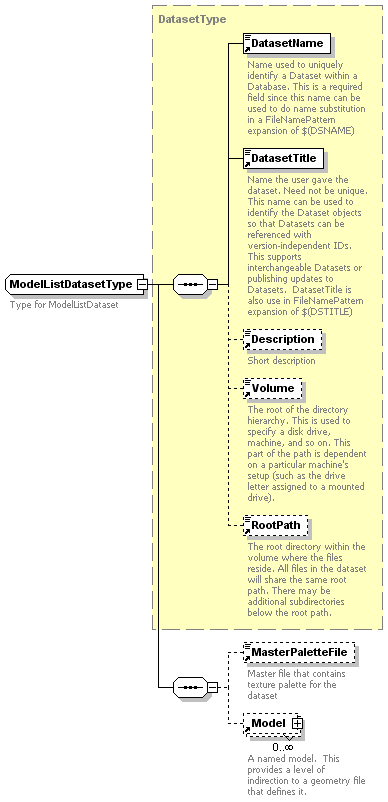 DatasetType
DatasetName
Name used to uniquely
identify a Dataset within a
Database. This is a required
field since this name can be
used to do name substitution
in a FileNamePattern
expansion of $(DSNAME)
DatasetTitle
Name the user gave the
dataset. Need not be unique.
This name can be used to
identify the Dataset objects
so that Datasets can be
referenced with
version-independent IDs.
This supports
interchangeable Datasets or
publishing updates to
Datasets.  DatasetTitle is
also use in FileNamePattern
expansion of $(DSTITLE)
ModelListDatasetType
Type for ModelListDataset
Description
Short description
Volume
The root of the directory
hierarchy. This is used to
specify a disk drive,
machine, and so on. This
part of the path is dependent
on a particular machine's
setup (such as the drive
letter assigned to a mounted
drive).
RootPath
The root directory within the
volume where the files
reside. All files in the dataset
will share the same root
path. There may be
additional subdirectories
below the root path.
MasterPaletteFile
Master file that contains
texture palette for the
dataset
Model
0..∞
A named model.  This
provides a level of
indirection to a geometry file
that defines it.